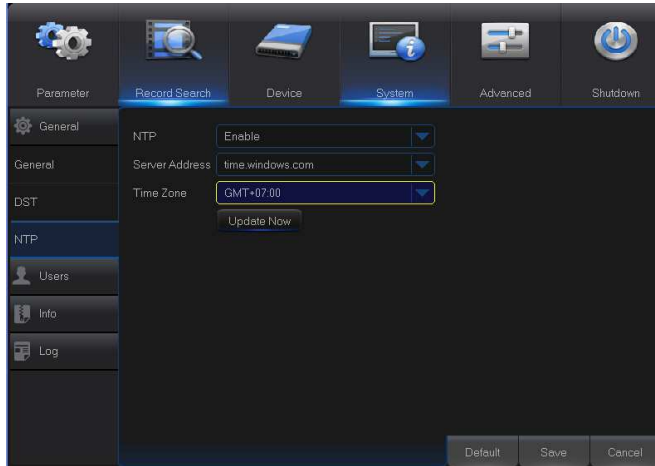 Parameter
Record Search
Device
System
Advanced
Shutdown
General
General
DST
NTP
Users
Info
Log
NTP Enable
Server Address time.windows.com
Time Zone GMT+07:00
Update Now
Default Save Cancel